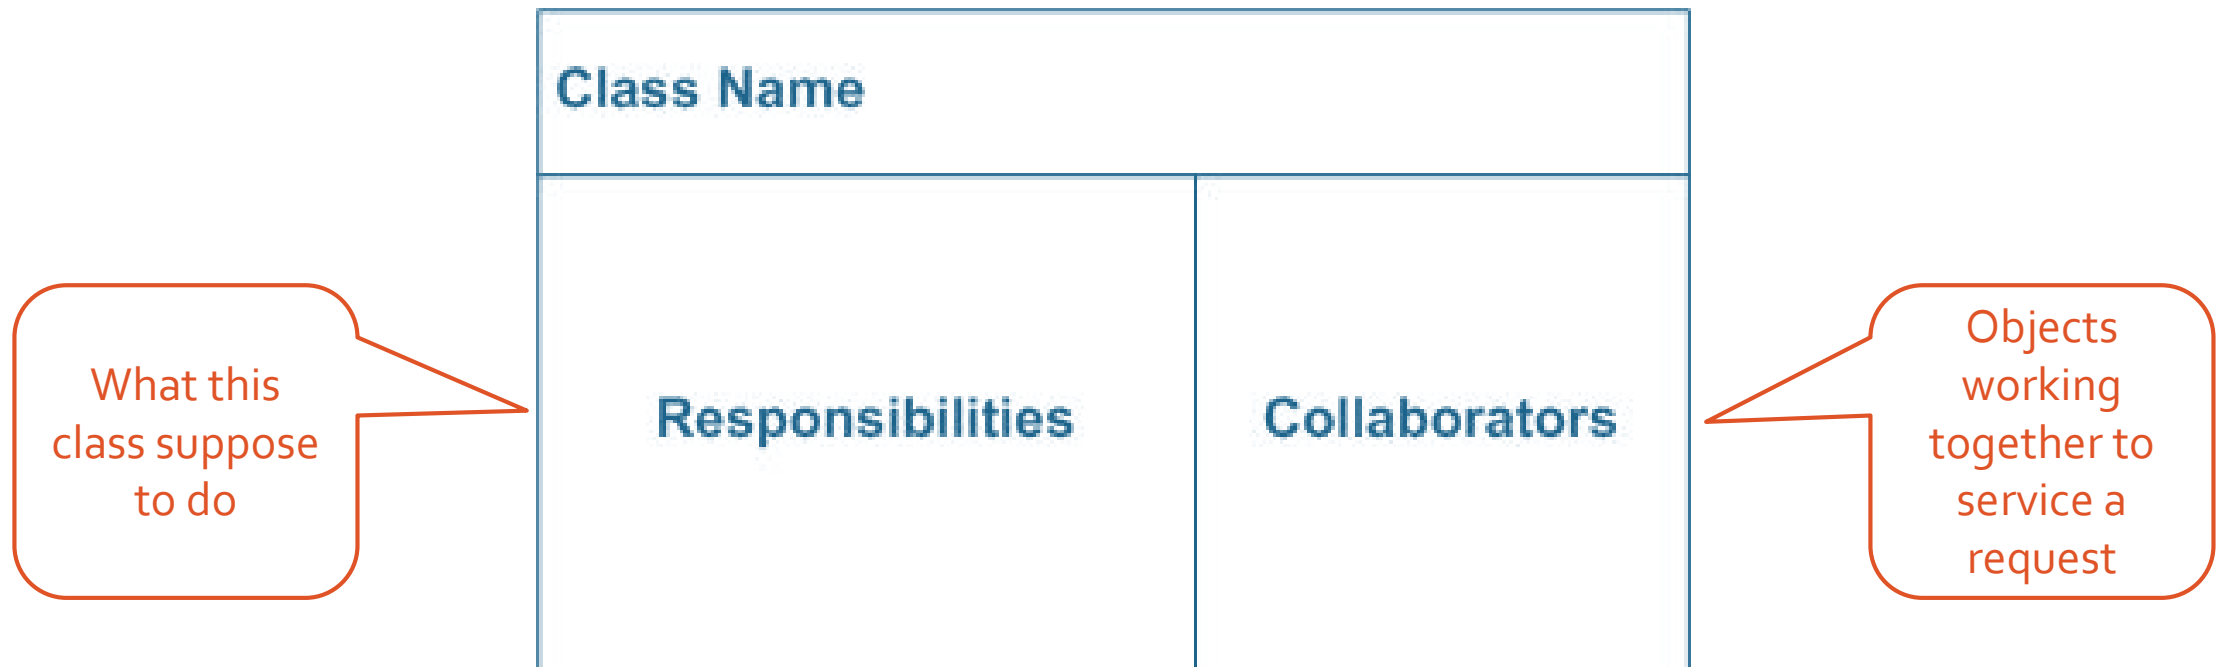 Class Name
What this
class suppose
to do
Responsibilities
Collaborators
Objects
working
together to
service a
request